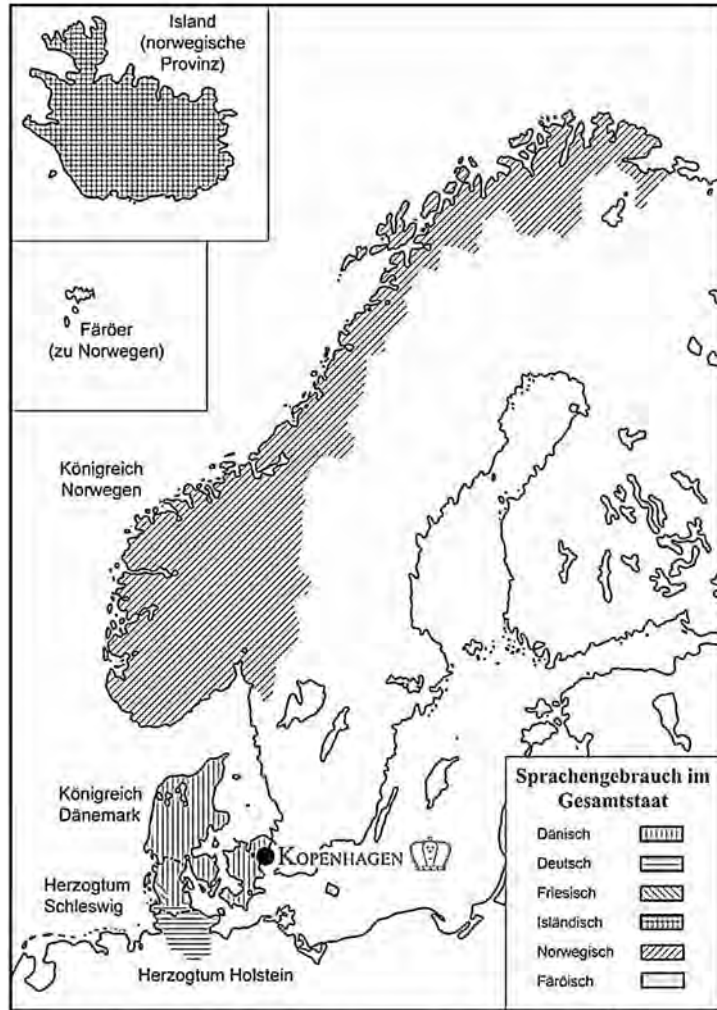 Island
(norwegische
Provinz)
Färöer
(zu Norwegen)
Königreich
Norwegen
Königreich
Dänemark
KOPENHAGEN
Herzogtum
Schleswig
Herzogtum Holstein
Sprachengebrauch im
Gesamtstaat
Dänisch
Deutsch
Friesisch
Isländisch
Norwegisch
Färöisch